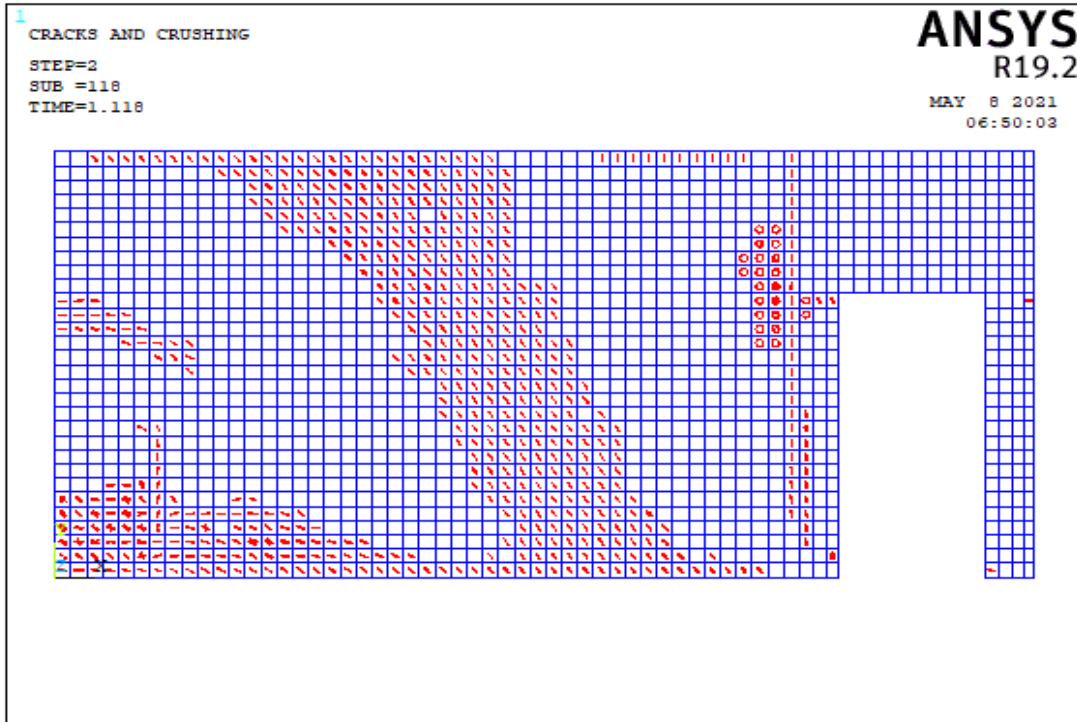 1
CRACKS AND CRUSHING
STEP=2
SUB =118
TIME=1.118
ANSYS
R19.2
MAY 8 2021
06:50:03
Y
Z X